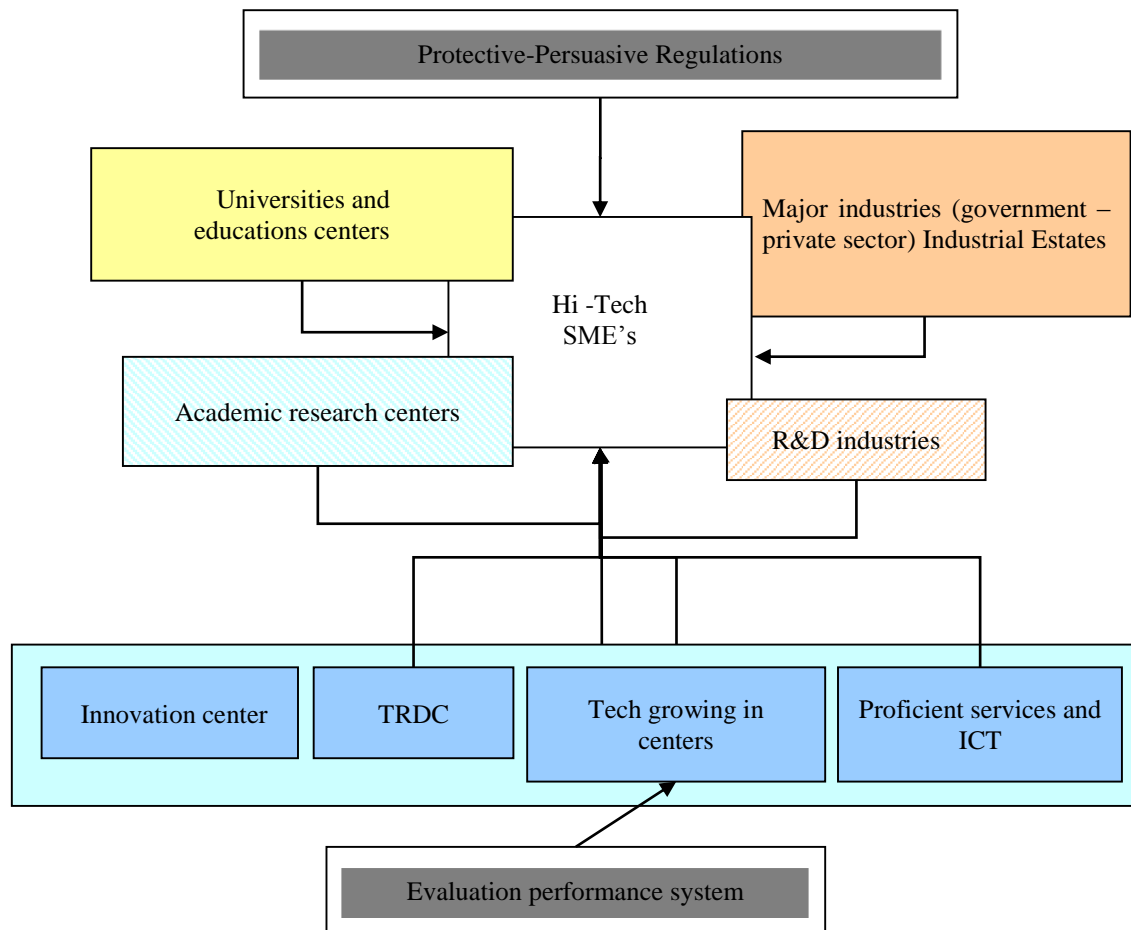 Protective-Persuasive Regulations
Universities and
educations centers
Major industries (government –
private sector) Industrial Estates
Hi -Tech
SME's
Academic research centers
R&D industries
Innovation center
TRDC
Tech growing in
centers
Proficient services and
ICT
Evaluation performance system